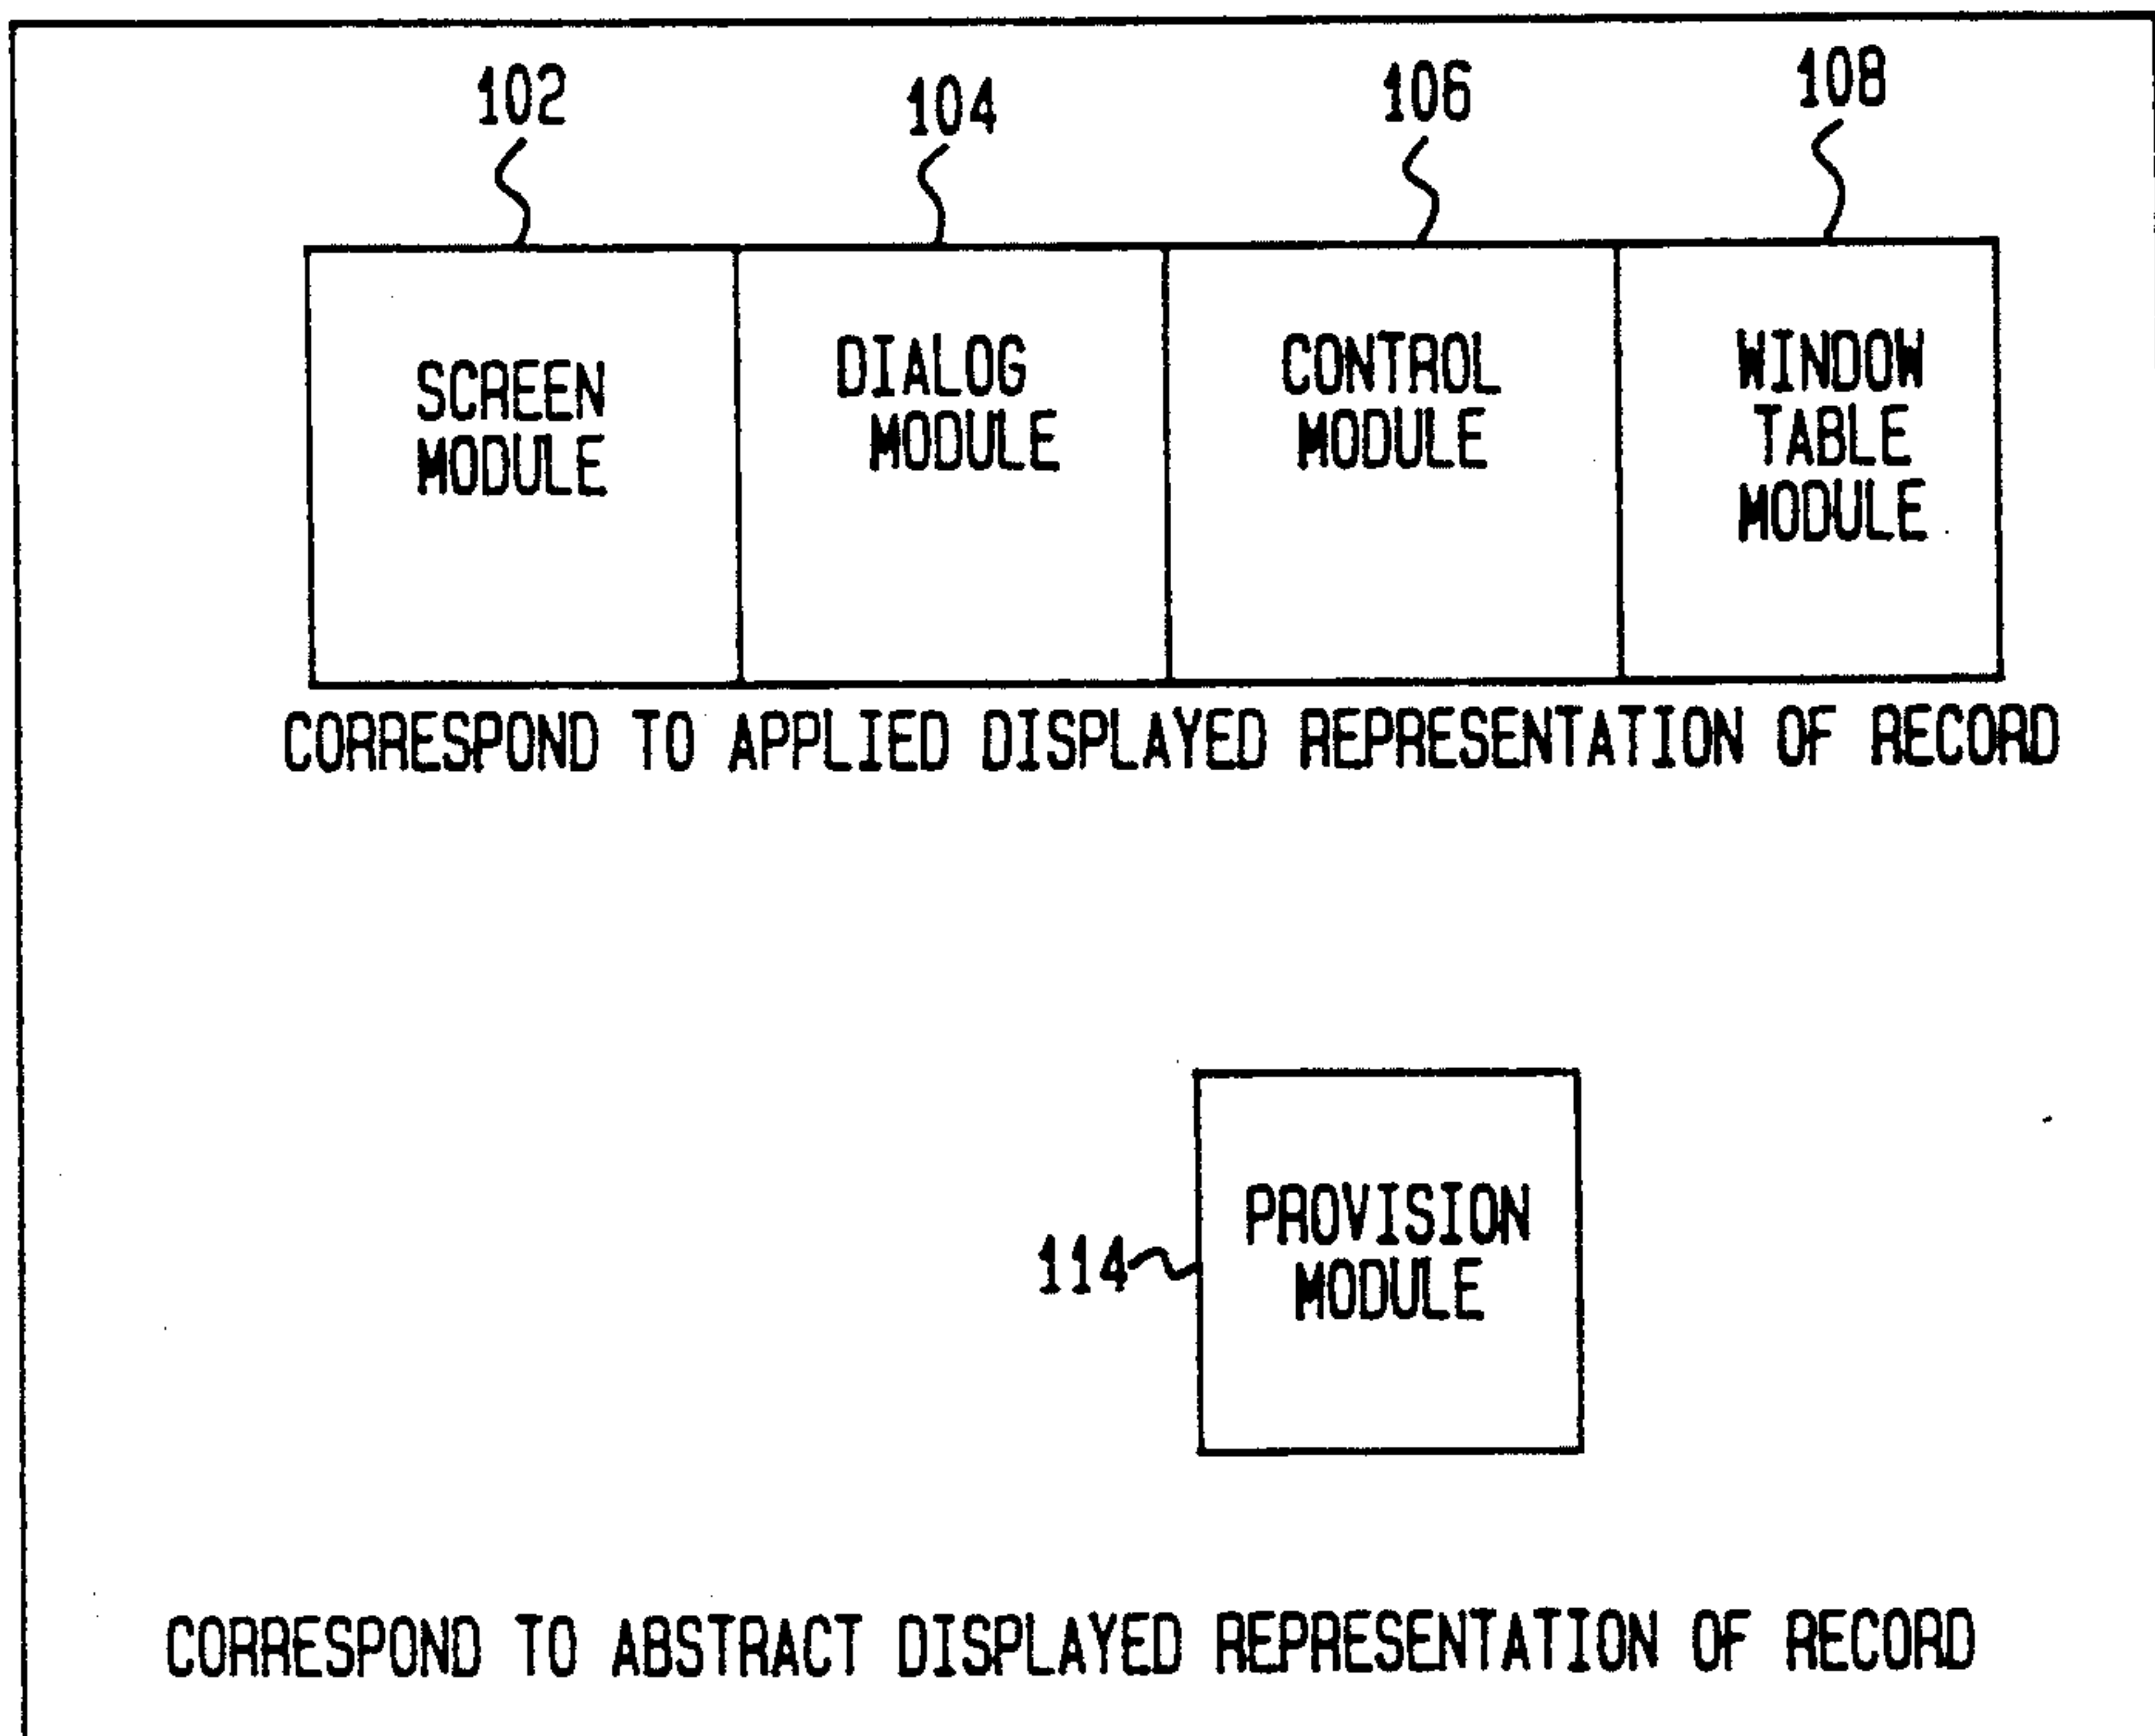 102
104
106
108
SCREEN
MODULE
DIALOG
MODULE
CONTROL
MODULE
WINDOW
TABLE
MODULE
CORRESPOND TO APPLIED DISPLAYED REPRESENTATION OF RECORD
114
PROVISION
MODULE
CORRESPOND TO ABSTRACT DISPLAYED REPRESENTATION OF RECORD